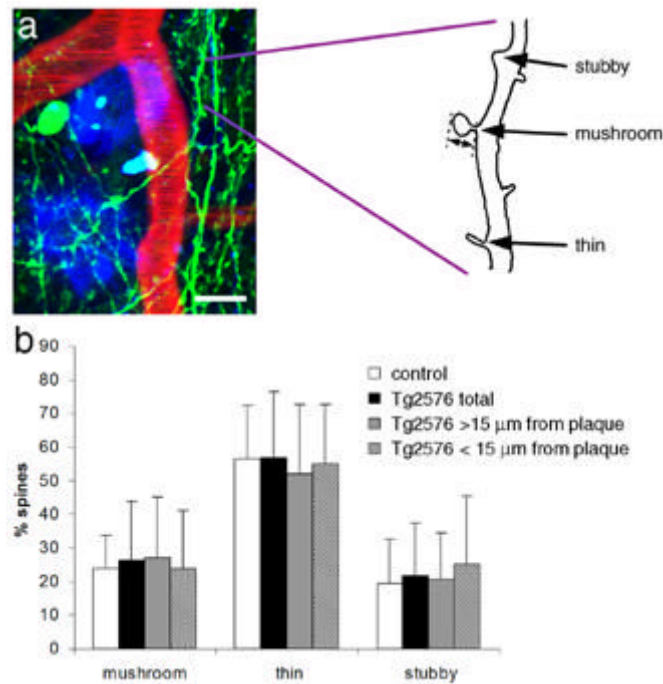 a
stubby
mushroom
thin
b
90
80
70
60
50
40
30
20
10
0
% spines
control
Tg2576 total
Tg2576 >15 µm from plaque
Tg2576 < 15 µm from plaque
mushroom
thin
stubby